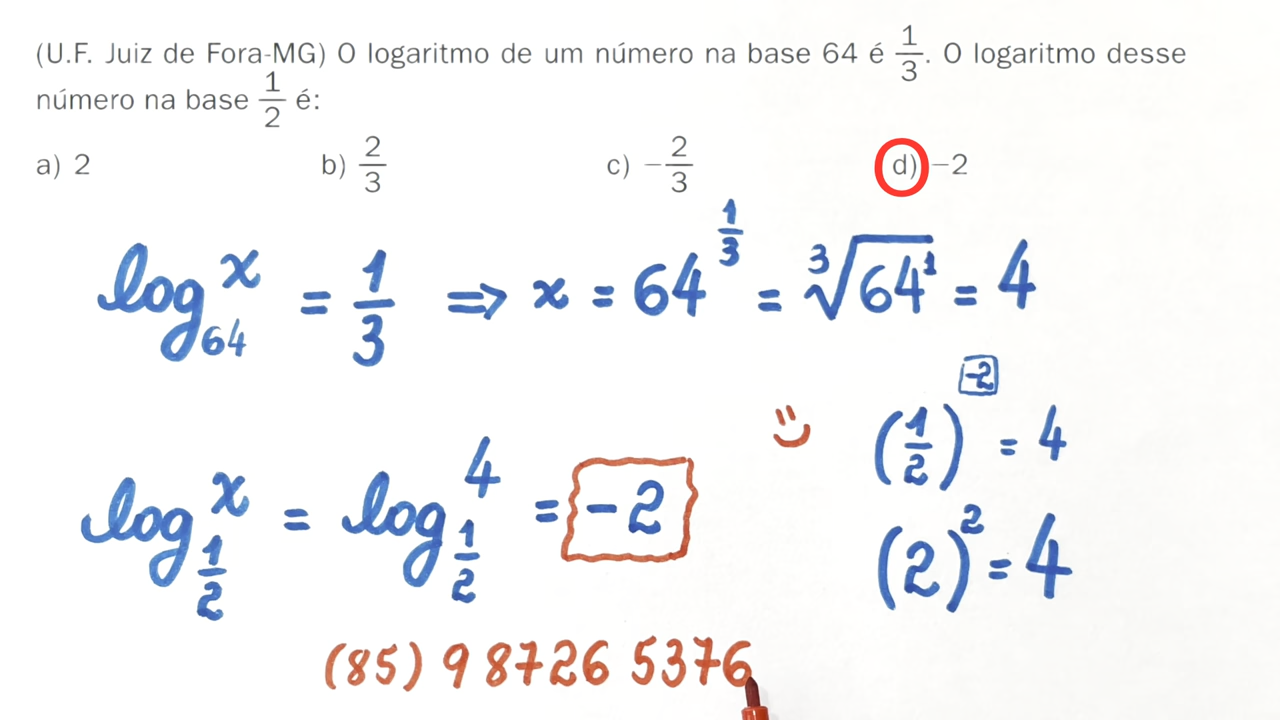 (U.F. Juiz de Fora-MG) O logaritmo de um número na base 64 é 1/3. O logaritmo desse
número na base 1/2 é:
a) 2 b) 2/3 c) −2/3 d) −2
log₆₄ x = 1/3 ⇒ x = 64^(1/3) = ∛64¹ = 4
(1/2)^-2 = 4
log_(1/2) x = log_(1/2) 4 = -2
(2)² = 4
(85) 9 8726 5376